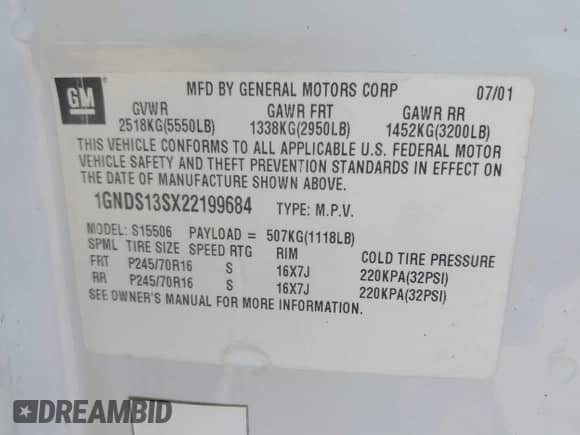 GM
MFD BY GENERAL MOTORS CORP 07/01
GVWR GAWR FRT GAWR RR
2518KG(5550LB) 1338KG(2950LB) 1452KG(3200LB)
THIS VEHICLE CONFORMS TO ALL APPLICABLE U.S. FEDERAL MOTOR
VEHICLE SAFETY AND THEFT PREVENTION STANDARDS IN EFFECT ON
THE DATE OF MANUFACTURE SHOWN ABOVE.
1GNDS13SX22199684 TYPE: M.P.V.
MODEL: S15506 PAYLOAD = 507KG(1118LB)
SPML TIRE SIZE SPEED RTG RIM COLD TIRE PRESSURE
FRT P245/70R16 S 16X7J 220KPA(32PSI)
RR P245/70R16 S 16X7J 220KPA(32PSI)
SEE OWNER'S MANUAL FOR MORE INFORMATION.
DREAMBID